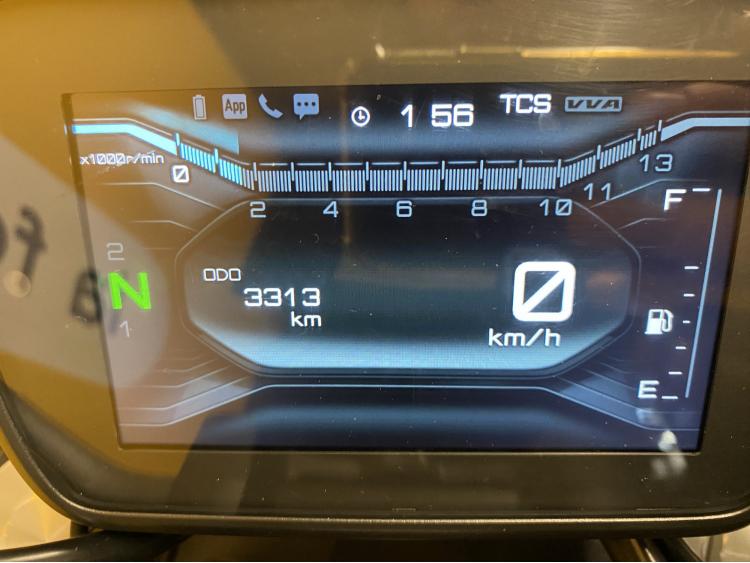 App 1 56 TCS VVA
x1000r/min
0 2 4 6 8 10 11 13
F
2
N
1
ODO
3313
km
0
km/h
E